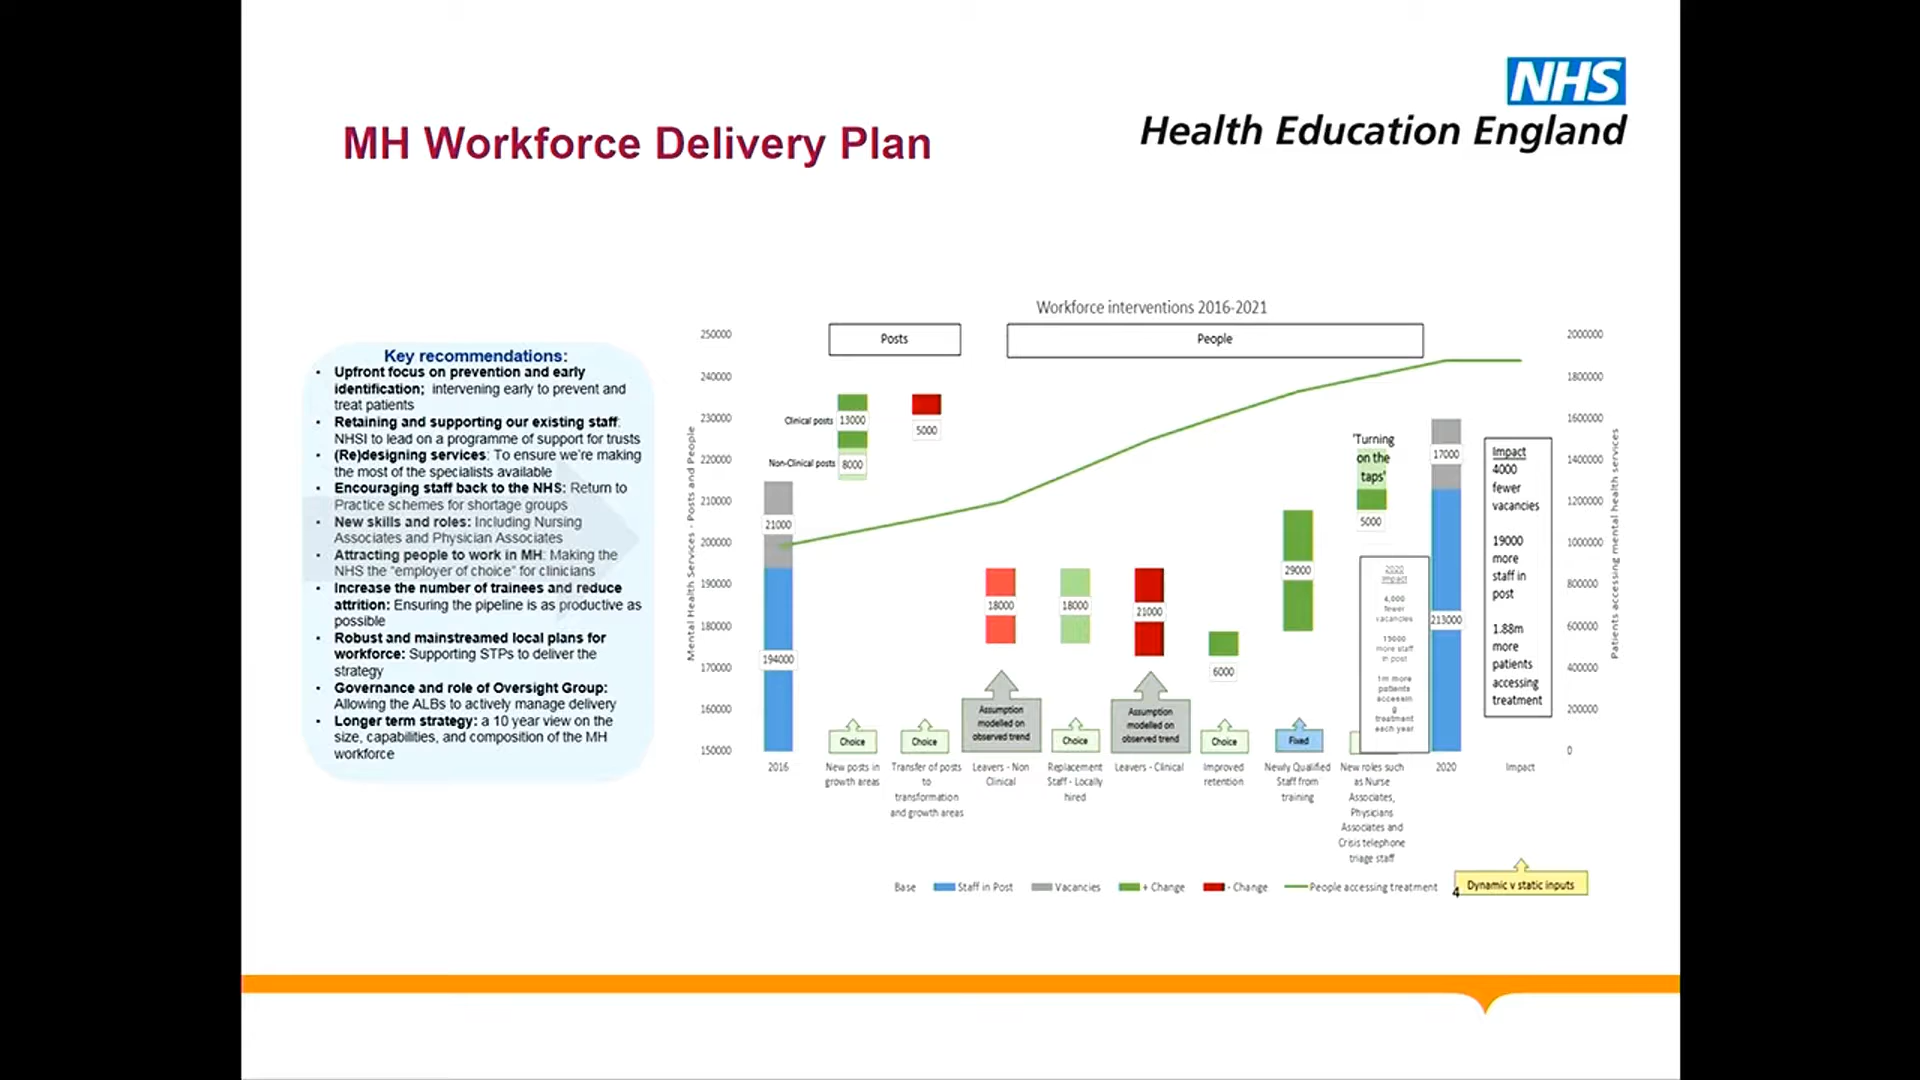 NHS
Health Education England
MH Workforce Delivery Plan
Key recommendations:
• Upfront focus on prevention and early
identification; intervening early to prevent and
treat patients
• Retaining and supporting our existing staff:
NHSI to lead on a programme of support for trusts
• (Re)designing services: To ensure we're making
the most of the specialists available
• Encouraging staff back to the NHS: Return to
Practice schemes for shortage groups
• New skills and roles: Including Nursing
Associates and Physician Associates
• Attracting people to work in MH: Making the
NHS the "employer of choice" for clinicians
• Increase the number of trainees and reduce
attrition: Ensuring the pipeline is as productive as
possible
• Robust and mainstreamed local plans for
workforce: Supporting STPs to deliver the
strategy
• Governance and role of Oversight Group:
Allowing the ALBs to actively manage delivery
• Longer term strategy: a 10 year view on the
size, capabilities, and composition of the MH
workforce
Workforce interventions 2016-2021
Posts
People
Mental Health Services - Posts and People
250000
240000
230000
220000
210000
200000
190000
180000
170000
160000
150000
21000
194000
Clinical posts
13000
Non-Clinical posts
8000
5000
18000
18000
21000
6000
29000
'Turning
on the
taps'
5000
17000
213000
2020
impact
4,000
fewer
vacancies
15000
more staff
in post
1m more
patients
accessin
g
treatment
each year
Impact
4000
fewer
vacancies
19000
more
staff in
post
1.88m
more
patients
accessing
treatment
2000000
1800000
1600000
1400000
1200000
1000000
800000
600000
400000
200000
0
Patients accessing mental health services
Choice
Choice
Assumption
modelled on
observed trend
Choice
Assumption
modelled on
observed trend
Choice
Fixed
2016
New posts in
growth areas
Transfer of posts
to
transformation
and growth areas
Leavers - Non
Clinical
Replacement
Staff - Locally
hired
Leavers - Clinical
Improved
retention
Newly Qualified
Staff from
training
New roles such
as Nurse
Associates,
Physicians
Associates and
Crisis telephone
triage staff
2020
Impact
Base
Staff in Post
Vacancies
+ Change
- Change
People accessing treatment
4
Dynamic v static inputs